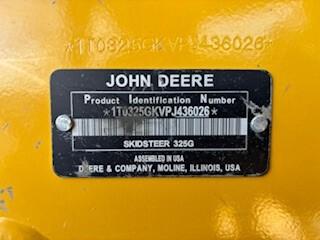 *1T0325GKVPJ436026*
JOHN DEERE
Product Identification Number
*1T0325GKVPJ436026*
SKIDSTEER 325G
ASSEMBLED IN USA
DEERE & COMPANY, MOLINE, ILLINOIS, USA